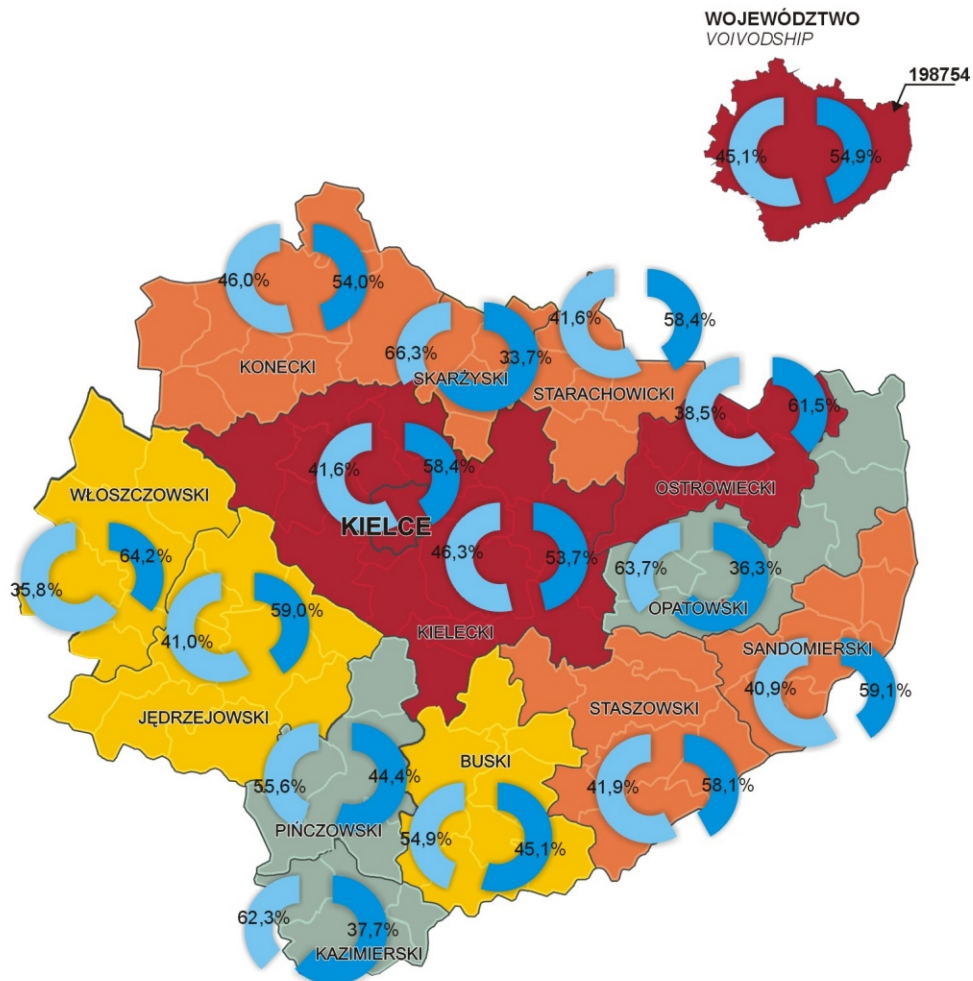 WOJEWÓDZTWO
VOIVODSHIP
198754
45,1%
54,9%
46,0%
54,0%
KONECKI
66,3%
33,7%
SKARŻYSKI
41,6%
58,4%
STARACHOWICKI
38,5%
61,5%
OSTROWIECKI
41,6%
58,4%
KIELCE
WŁOSZCZOWSKI
35,8%
64,2%
46,3%
53,7%
KIELECKI
63,7%
36,3%
OPATOWSKI
41,0%
59,0%
JĘDRZEJOWSKI
SANDOMIERSKI
40,9%
59,1%
STASZOWSKI
41,9%
58,1%
BUSKI
54,9%
45,1%
55,6%
44,4%
PIŃCZOWSKI
62,3%
37,7%
KAZIMIERSKI